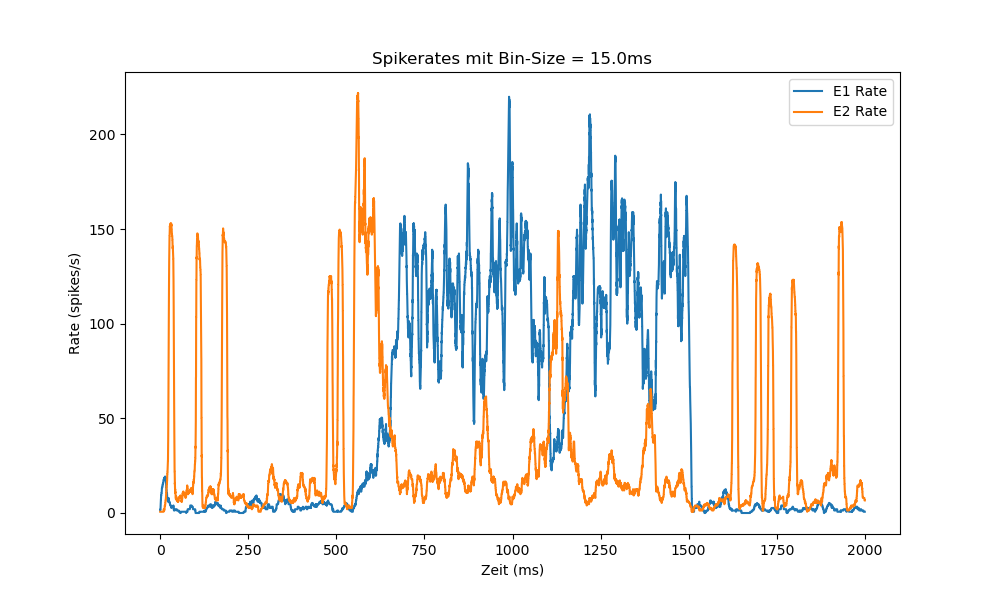 Spikerates mit Bin-Size = 15.0ms
E1 Rate
E2 Rate
Rate (spikes/s)
200
150
100
50
0
0 250 500 750 1000 1250 1500 1750 2000
Zeit (ms)